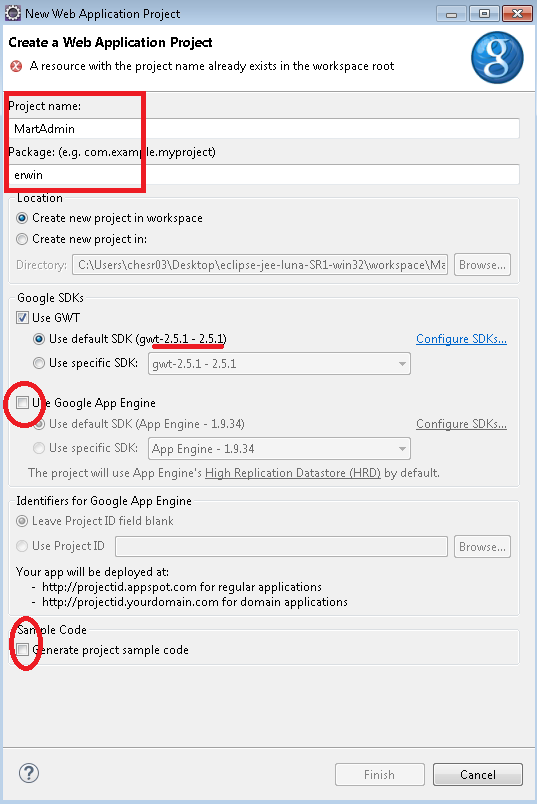 New Web Application Project
Create a Web Application Project
A resource with the project name already exists in the workspace root
g
Project name:
MartAdmin
Package: (e.g. com.example.myproject)
erwin
Location
Create new project in workspace
Create new project in:
Directory: C:\Users\chesr03\Desktop\eclipse-jee-luna-SR1-win32\workspace\Ma Browse...
Google SDKs
Use GWT
Use default SDK (gwt-2.5.1 - 2.5.1) Configure SDKs...
Use specific SDK: gwt-2.5.1 - 2.5.1
Use Google App Engine
Use default SDK (App Engine - 1.9.34) Configure SDKs...
Use specific SDK: App Engine - 1.9.34
The project will use App Engine's High Replication Datastore (HRD) by default.
Identifiers for Google App Engine
Leave Project ID field blank
Use Project ID Browse...
Your app will be deployed at:
- http://projectid.appspot.com for regular applications
- http://projectid.yourdomain.com for domain applications
Sample Code
Generate project sample code
? Finish Cancel